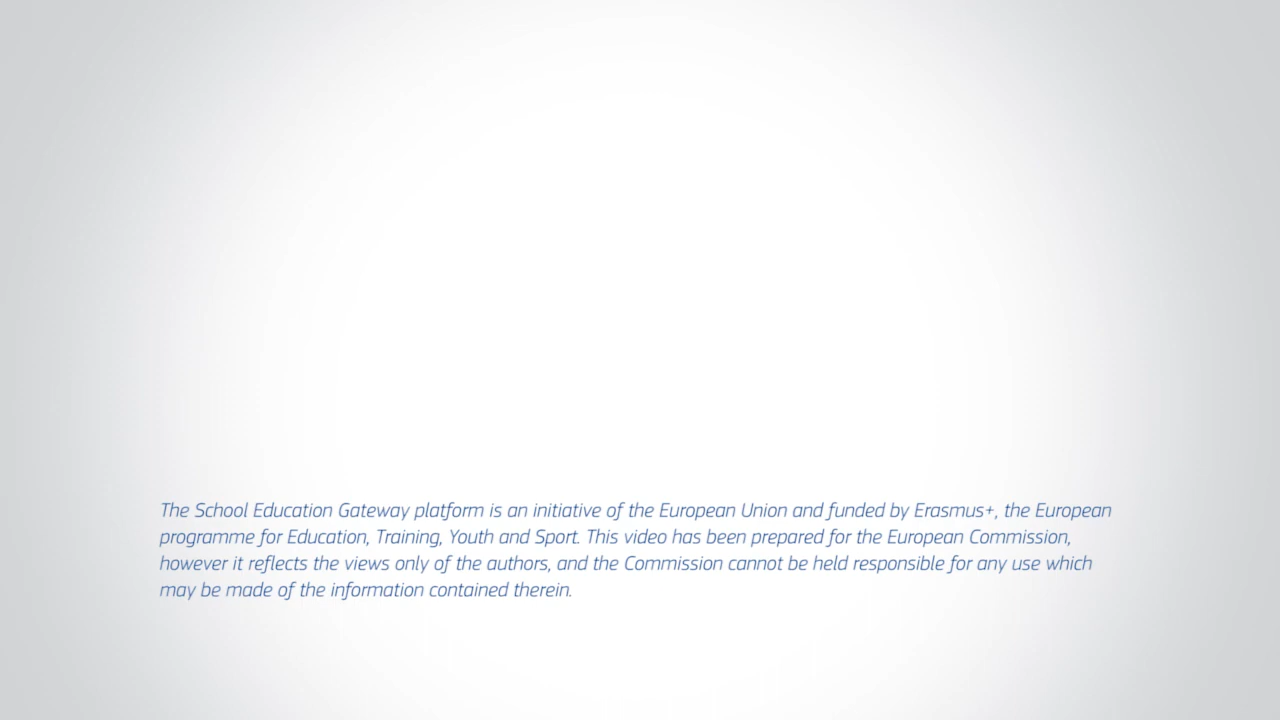 The School Education Gateway platform is an initiative of the European Union and funded by Erasmus+, the European
programme for Education, Training, Youth and Sport. This video has been prepared for the European Commission,
however it reflects the views only of the authors, and the Commission cannot be held responsible for any use which
may be made of the information contained therein.